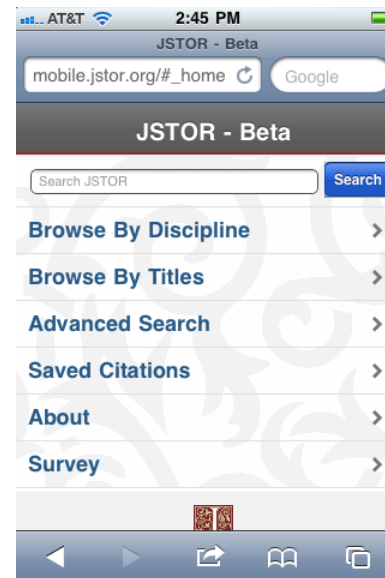 AT&T 2:45 PM
JSTOR - Beta
mobile.jstor.org/#_home Google
JSTOR - Beta
Search JSTOR Search
Browse By Discipline
Browse By Titles
Advanced Search
Saved Citations
About
Survey